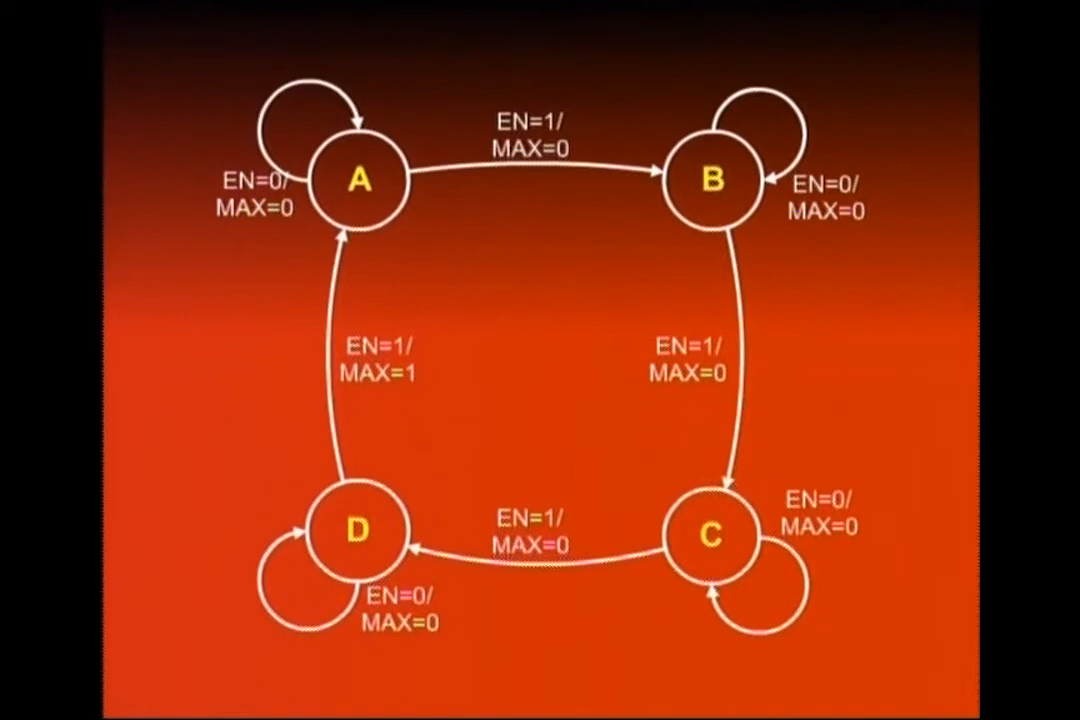 EN=1/
MAX=0
A
B
EN=0/
MAX=0
EN=0/
MAX=0
EN=1/
MAX=1
EN=1/
MAX=0
D
C
EN=1/
MAX=0
EN=0/
MAX=0
EN=0/
MAX=0